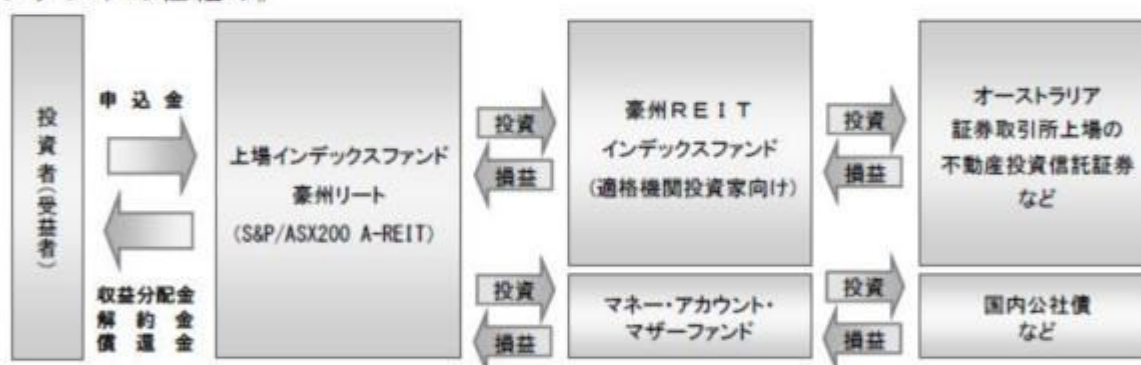 投資者(受益者)
申 込 金
収益分配金
解 約 金
償 還 金
上場インデックスファンド
豪州リート
(S&P/ASX200 A-REIT)
投資
損益
投資
損益
豪州REIT
インデックスファンド
(適格機関投資家向け)
マネー・アカウント・
マザーファンド
投資
損益
投資
損益
オーストラリア
証券取引所上場の
不動産投資信託証券
など
国内公社債
など